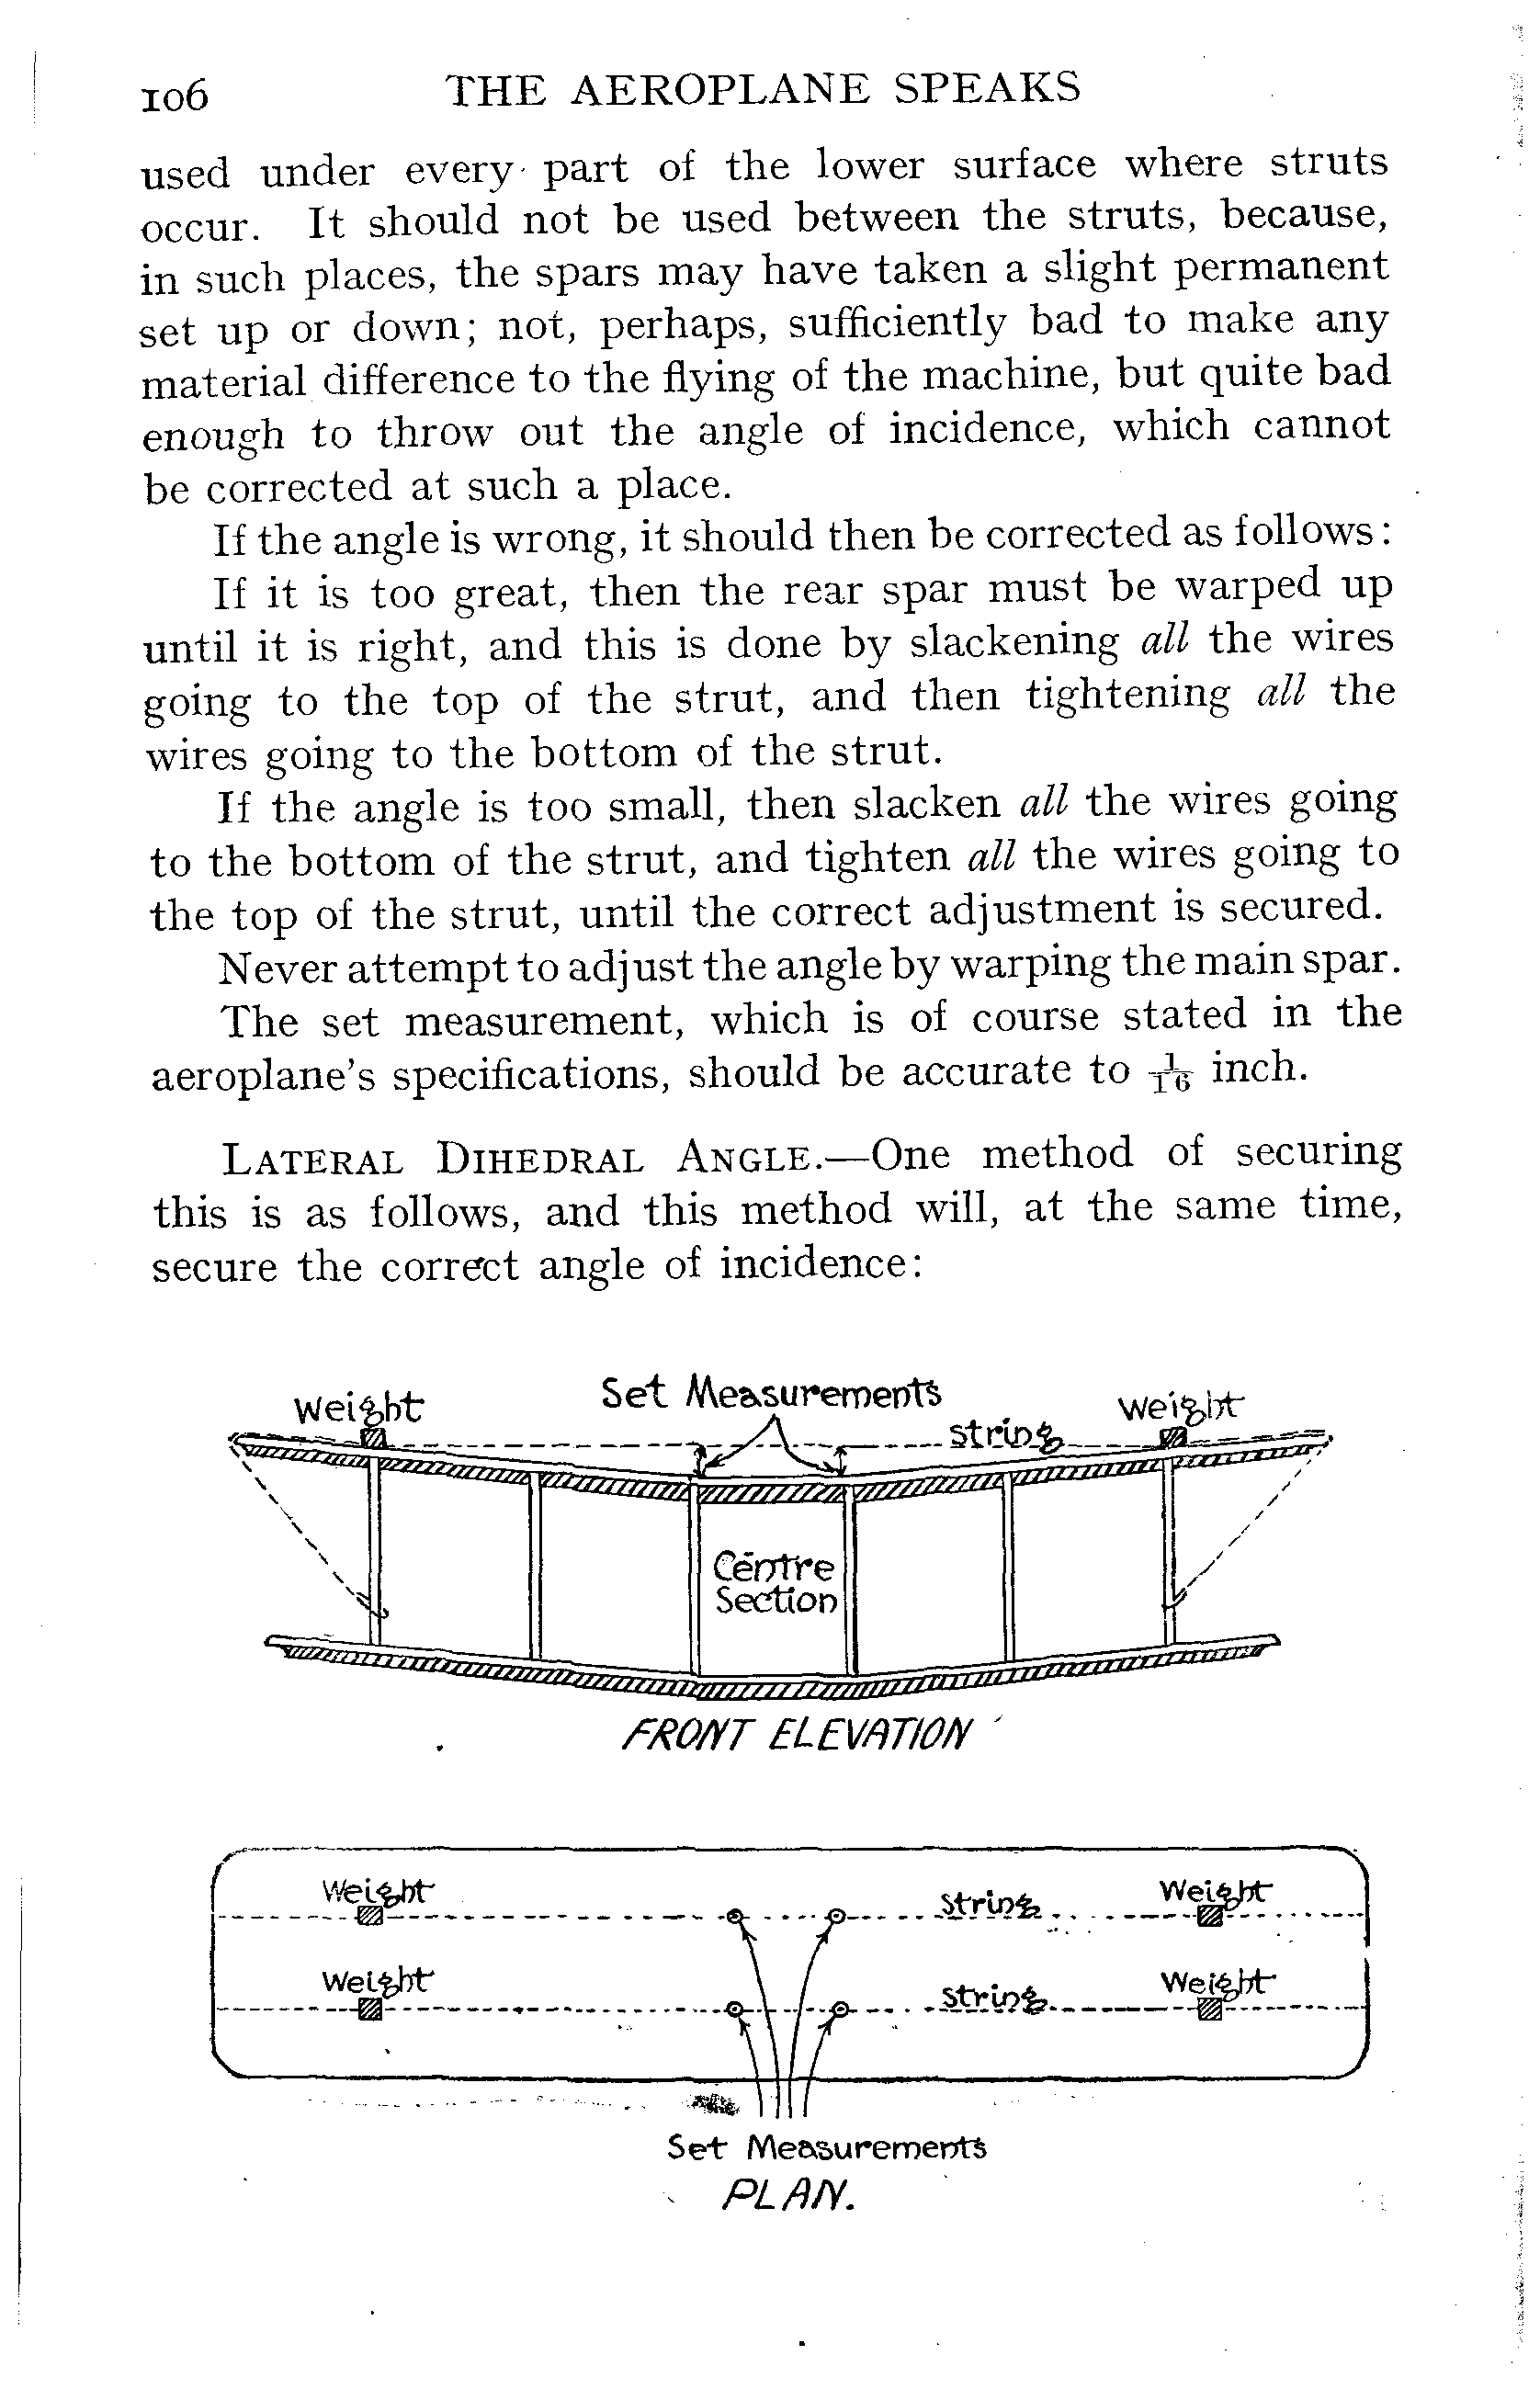 106 THE AEROPLANE SPEAKS
used under every part of the lower surface where struts
occur. It should not be used between the struts, because,
in such places, the spars may have taken a slight permanent
set up or down; not, perhaps, sufficiently bad to make any
material difference to the flying of the machine, but quite bad
enough to throw out the angle of incidence, which cannot
be corrected at such a place.
If the angle is wrong, it should then be corrected as follows:
If it is too great, then the rear spar must be warped up
until it is right, and this is done by slackening all the wires
going to the top of the strut, and then tightening all the
wires going to the bottom of the strut.
If the angle is too small, then slacken all the wires going
to the bottom of the strut, and tighten all the wires going to
the top of the strut, until the correct adjustment is secured.
Never attempt to adjust the angle by warping the main spar.
The set measurement, which is of course stated in the
aeroplane's specifications, should be accurate to 1/16 inch.
LATERAL DIHEDRAL ANGLE.—One method of securing
this is as follows, and this method will, at the same time,
secure the correct angle of incidence:
Weight Set Measurements Weight
string
Centre
Section
FRONT ELEVATION
Weight string Weight
Weight string Weight
Set Measurements
PLAN.